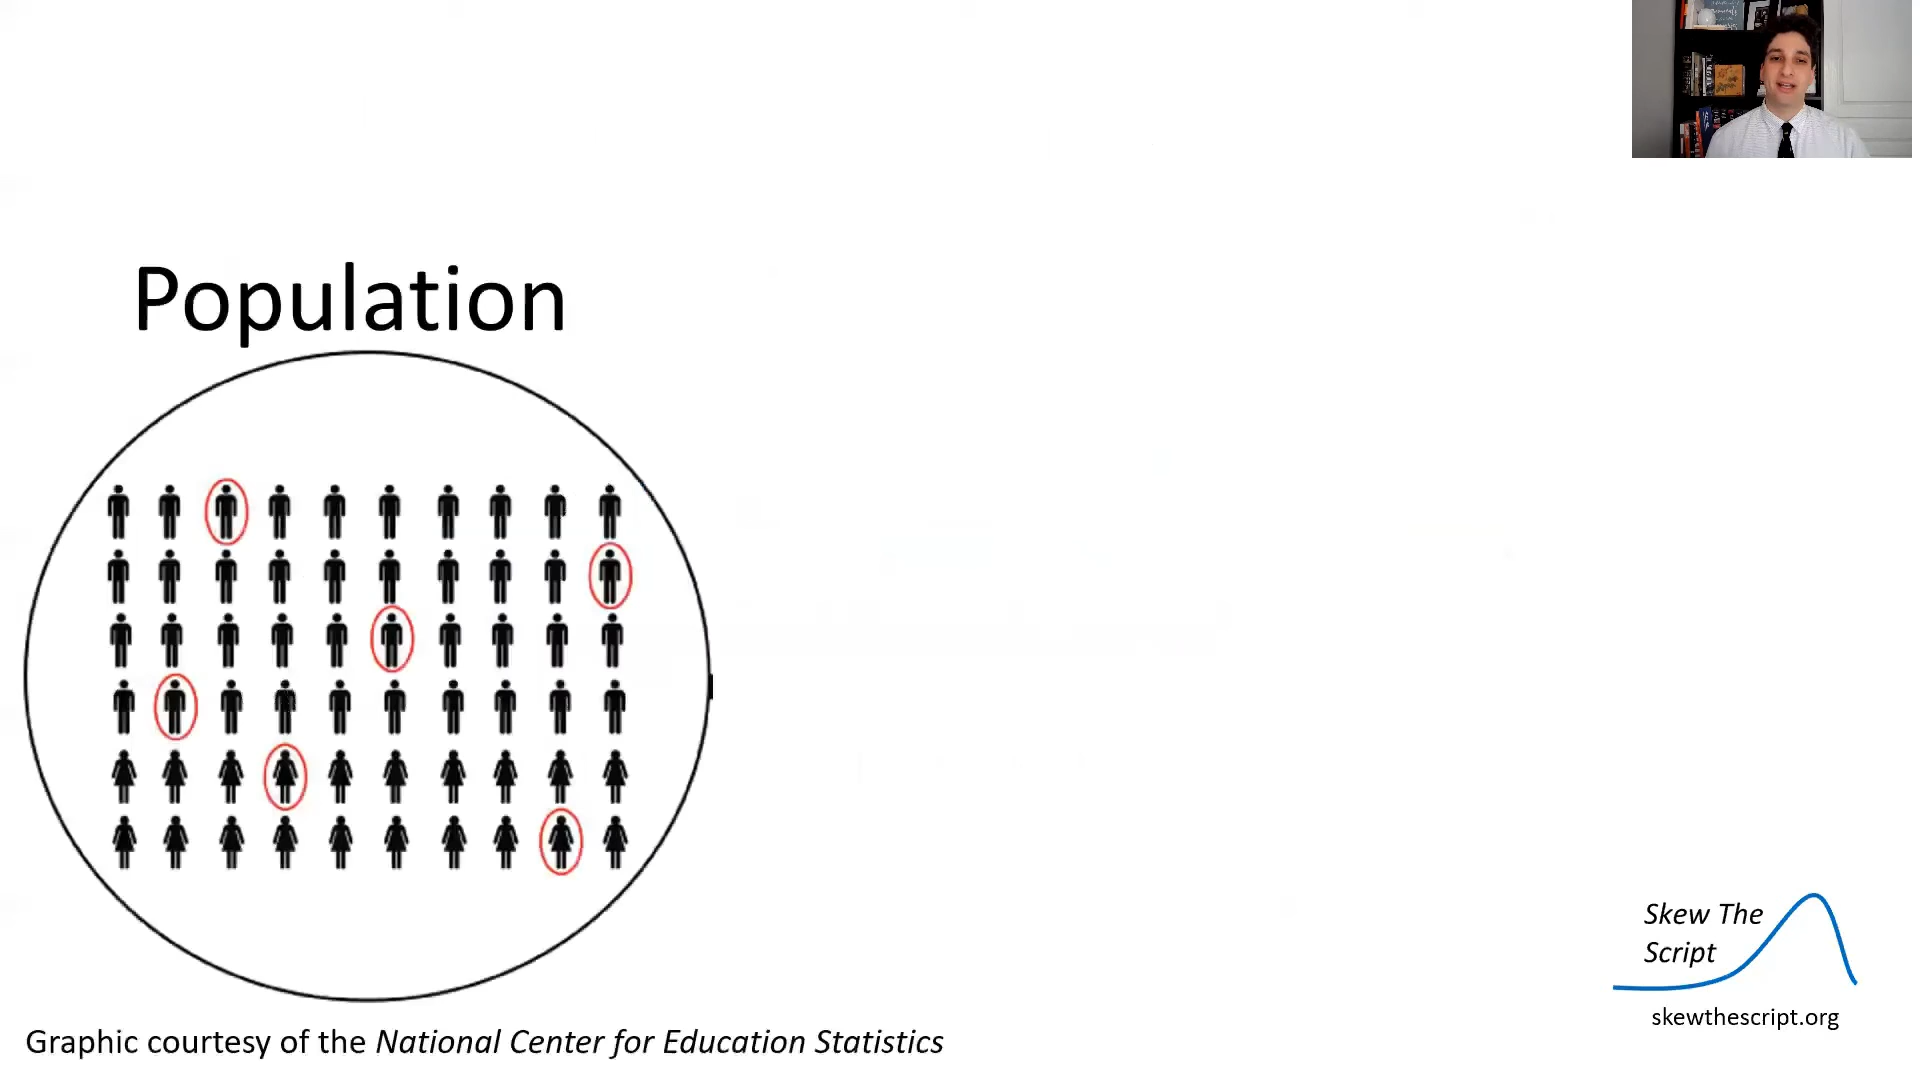 Population
Graphic courtesy of the National Center for Education Statistics
Skew The
Script
skewthescript.org